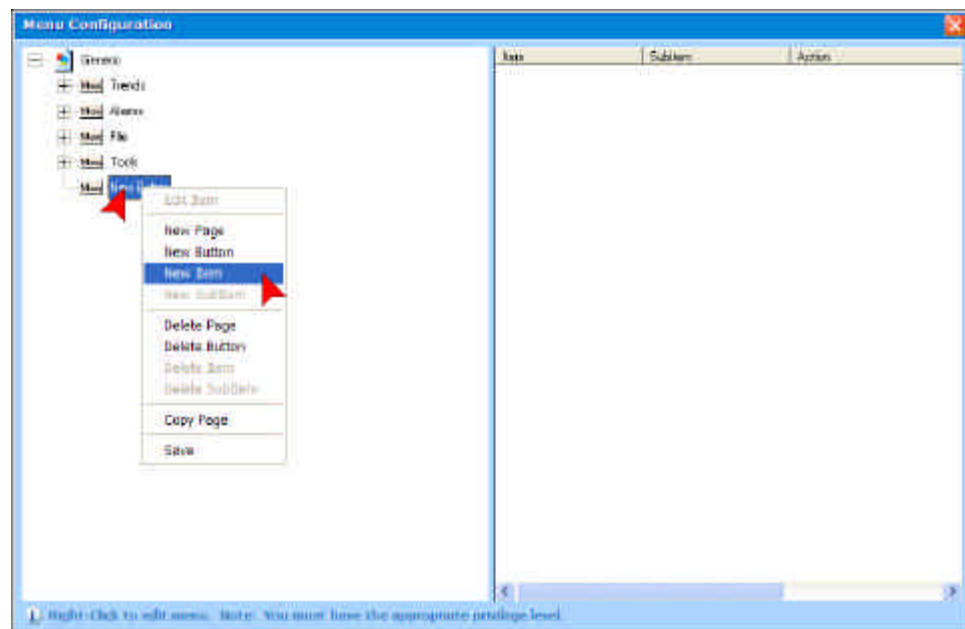 Menu Configuration
Generic
Trends
Alarms
File
Tools
New
Edit Item
New Page
New Button
New Item
New SubItem
Delete Page
Delete Button
Delete Item
Delete SubItem
Copy Page
Save
Item SubItem Action
Right-Click to edit menu. Note: You must have the appropriate privilege level.